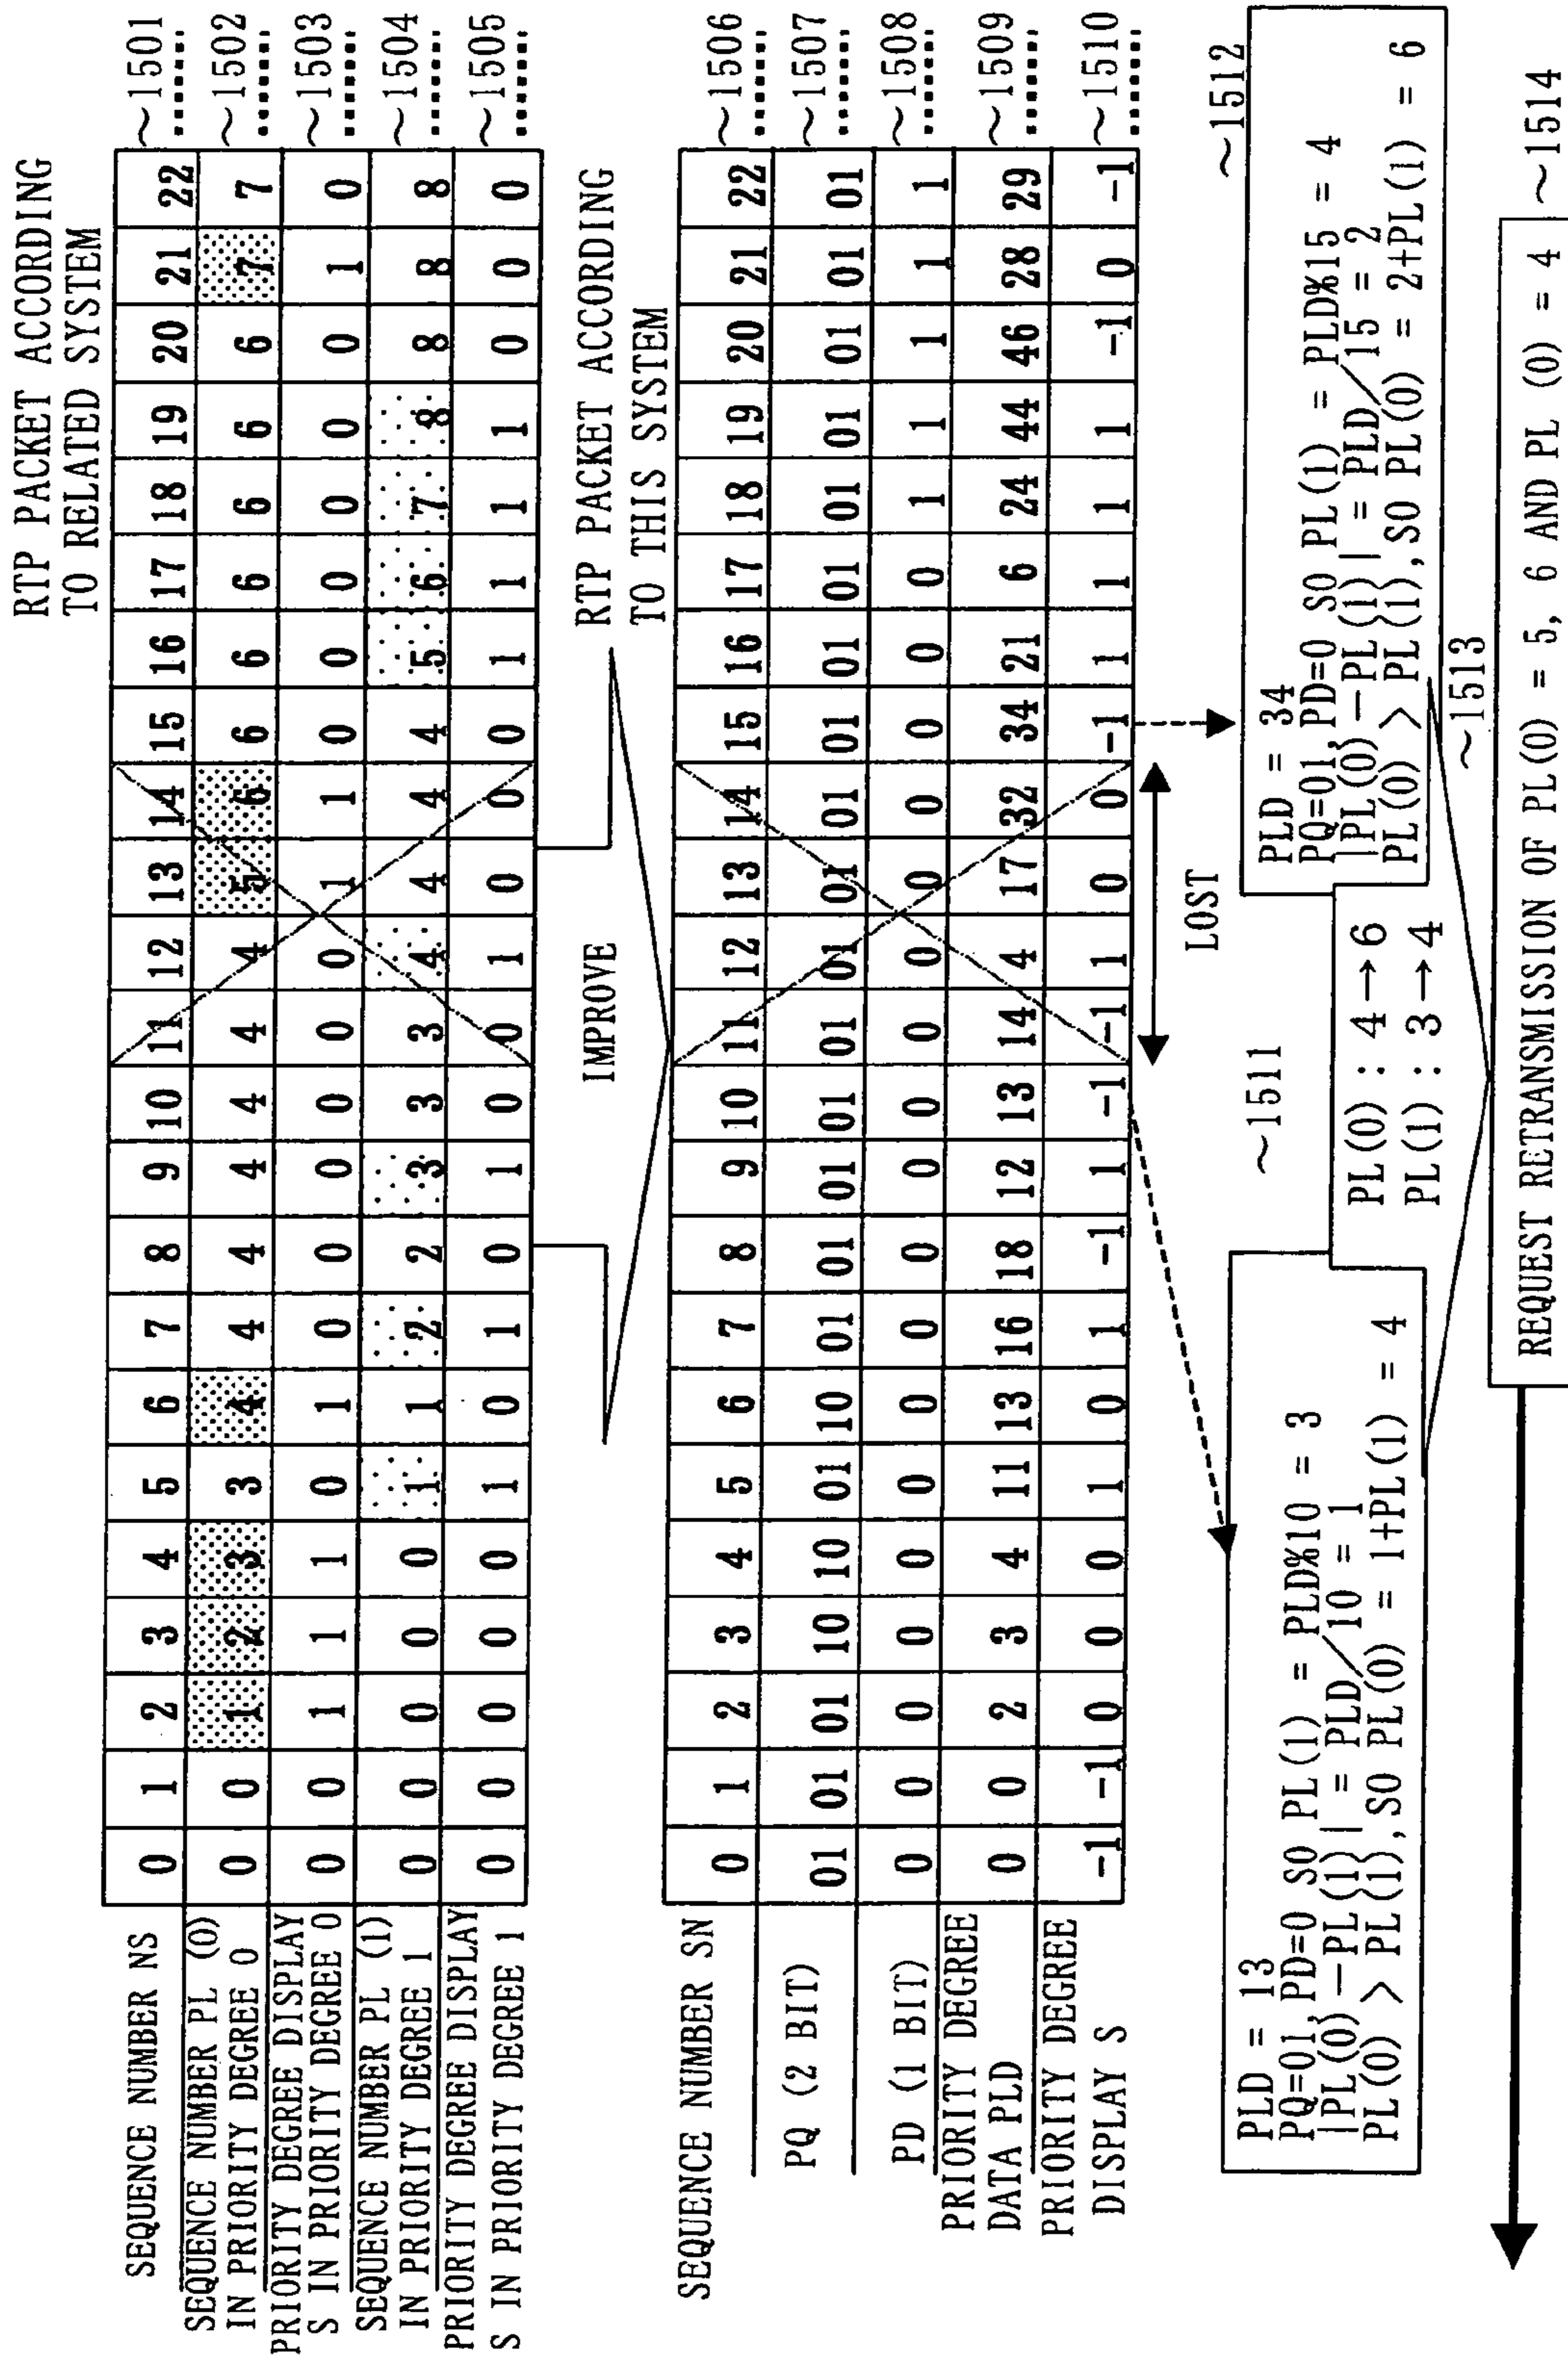 RTP PACKET ACCORDING
TO RELATED SYSTEM
SEQUENCE NUMBER NS 0 1 2 3 4 5 6 7 8 9 10 11 12 13 14 15 16 17 18 19 20 21 22 ~1501
SEQUENCE NUMBER PL (0)
IN PRIORITY DEGREE 0 0 0 1 2 3 3 4 4 4 4 4 4 4 5 6 6 6 6 6 6 6 7 7 ~1502
PRIORITY DEGREE DISPLAY
S IN PRIORITY DEGREE 0 0 0 1 1 1 0 1 0 0 0 0 0 0 1 1 0 0 0 0 0 0 1 0 ~1503
SEQUENCE NUMBER PL (1)
IN PRIORITY DEGREE 1 0 0 0 0 0 1 1 2 2 3 3 3 4 4 4 4 5 6 7 8 8 8 8 ~1504
PRIORITY DEGREE DISPLAY
S IN PRIORITY DEGREE 1 0 0 0 0 0 1 0 1 0 1 0 0 1 0 0 0 1 1 1 1 0 0 0 ~1505
IMPROVE
RTP PACKET ACCORDING
TO THIS SYSTEM
SEQUENCE NUMBER SN 0 1 2 3 4 5 6 7 8 9 10 11 12 13 14 15 16 17 18 19 20 21 22 ~1506
PQ (2 BIT) 01 01 01 10 10 01 10 01 01 01 01 01 01 01 01 01 01 01 01 01 01 01 01 ~1507
PD (1 BIT) 0 0 0 0 0 0 0 0 0 0 0 0 0 0 0 0 0 0 1 1 1 1 1 ~1508
PRIORITY DEGREE
DATA PLD 0 0 2 3 4 11 13 16 18 12 13 14 4 17 32 34 21 6 24 44 46 28 29 ~1509
PRIORITY DEGREE
DISPLAY S -1 -1 0 0 0 1 0 1 -1 1 -1 -1 1 0 0 -1 1 1 1 1 -1 0 -1 ~1510
LOST
PLD = 13
PQ=01, PD=0 SO PL(1) = PLD%10 = 3
|PL(0)-PL(1)| = PLD/10 = 1
PL(0) > PL(1), SO PL(0) = 1+PL(1) = 4
~1511
PL(0) : 4→6
PL(1) : 3→4
~1513
PLD = 34
PQ=01, PD=0 SO PL(1) = PLD%15 = 4
|PL(0)-PL(1)| = PLD/15 = 2
PL(0) > PL(1), SO PL(0) = 2+PL(1) = 6
~1512
REQUEST RETRANSMISSION OF PL(0) = 5, 6 AND PL (0) = 4 ~1514